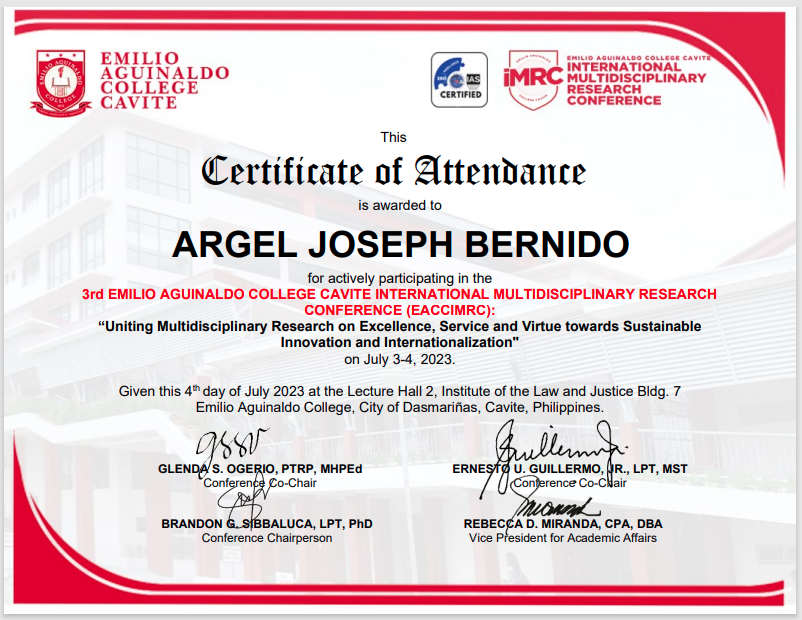 EMILIO
AGUINALDO
COLLEGE
CAVITE
ISO
IAS
CERTIFIED
iMRC
EMILIO AGUINALDO COLLEGE CAVITE
INTERNATIONAL
MULTIDISCIPLINARY
RESEARCH
CONFERENCE
This
Certificate of Attendance
is awarded to
ARGEL JOSEPH BERNIDO
for actively participating in the
3rd EMILIO AGUINALDO COLLEGE CAVITE INTERNATIONAL MULTIDISCIPLINARY RESEARCH
CONFERENCE (EACCIMRC):
“Uniting Multidisciplinary Research on Excellence, Service and Virtue towards Sustainable
Innovation and Internationalization"
on July 3-4, 2023.
Given this 4th day of July 2023 at the Lecture Hall 2, Institute of the Law and Justice Bldg. 7
Emilio Aguinaldo College, City of Dasmariñas, Cavite, Philippines.
GLENDA S. OGERIO, PTRP, MHPEd
Conference Co-Chair
ERNESTO U. GUILLERMO, JR., LPT, MST
Conference Co-Chair
BRANDON G. SIBBALUCA, LPT, PhD
Conference Chairperson
REBECCA D. MIRANDA, CPA, DBA
Vice President for Academic Affairs